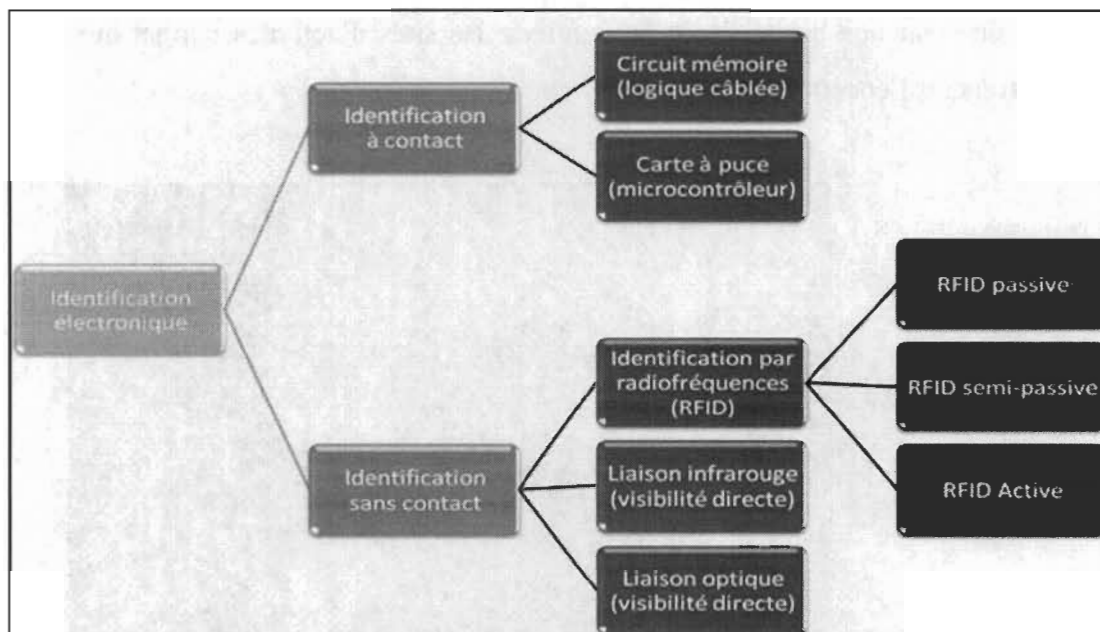 Circuit mémoire
(logique câblée)
Identification
à contact
Carte à puce
(microcontrôleur)
Identification
électronique
RFID passive
Identification par
radiofréquences
(RFID)
RFID semi-passive
Identification
sans contact
Liaison infrarouge
(visibilité directe)
RFID Active
Liaison optique
(visibilité directe)